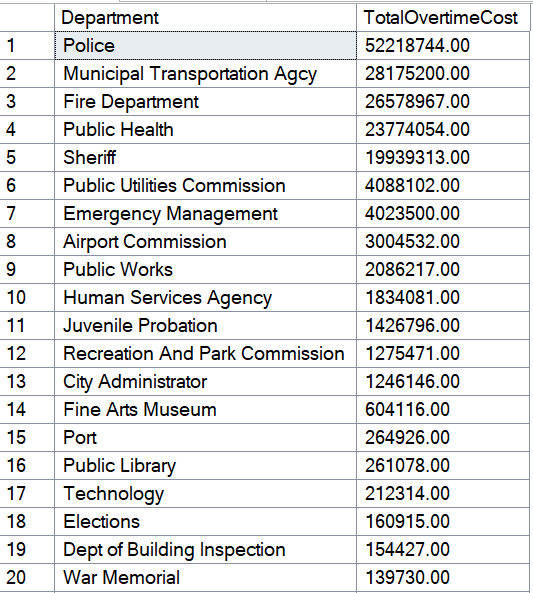 Department TotalOvertimeCost
1 Police 52218744.00
2 Municipal Transportation Agcy 28175200.00
3 Fire Department 26578967.00
4 Public Health 23774054.00
5 Sheriff 19939313.00
6 Public Utilities Commission 4088102.00
7 Emergency Management 4023500.00
8 Airport Commission 3004532.00
9 Public Works 2086217.00
10 Human Services Agency 1834081.00
11 Juvenile Probation 1426796.00
12 Recreation And Park Commission 1275471.00
13 City Administrator 1246146.00
14 Fine Arts Museum 604116.00
15 Port 264926.00
16 Public Library 261078.00
17 Technology 212314.00
18 Elections 160915.00
19 Dept of Building Inspection 154427.00
20 War Memorial 139730.00